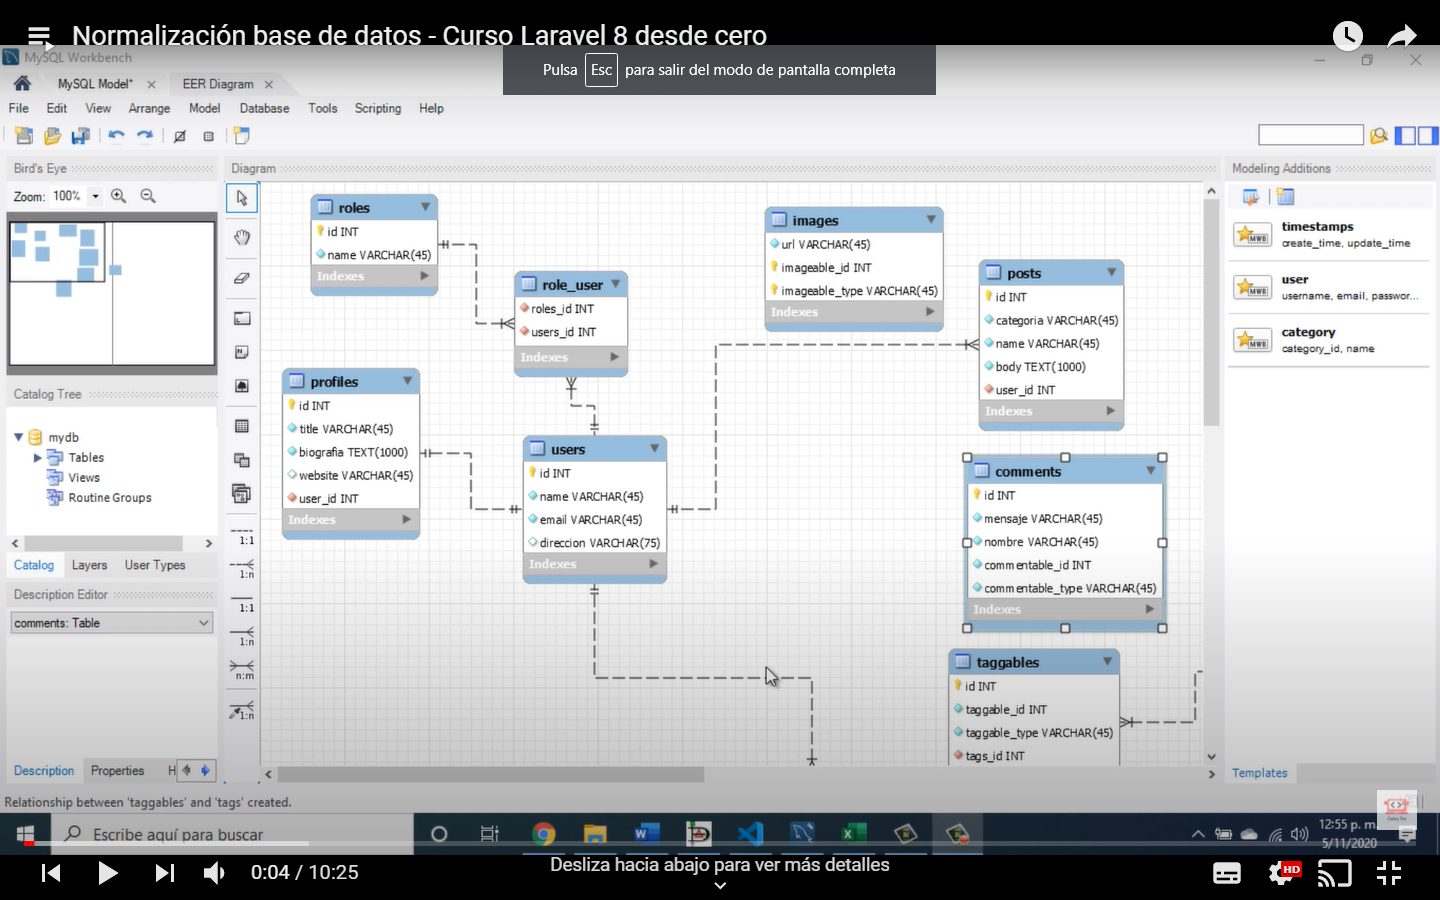 Normalización base de datos - Curso Laravel 8 desde cero
MySQL Workbench
Pulsa Esc para salir del modo de pantalla completa
MySQL Model*
EER Diagram
File Edit View Arrange Model Database Tools Scripting Help
Bird's Eye
Zoom: 100%
Diagram
Modeling Additions
roles
id INT
name VARCHAR(45)
Indexes
role_user
roles_id INT
users_id INT
Indexes
images
url VARCHAR(45)
imageable_id INT
imageable_type VARCHAR(45)
Indexes
posts
id INT
categoria VARCHAR(45)
name VARCHAR(45)
body TEXT(1000)
user_id INT
Indexes
timestamps
create_time, update_time
user
username, email, passwor...
category
category_id, name
profiles
id INT
title VARCHAR(45)
biografia TEXT(1000)
website VARCHAR(45)
user_id INT
Indexes
users
id INT
name VARCHAR(45)
email VARCHAR(45)
direccion VARCHAR(75)
Indexes
comments
id INT
mensaje VARCHAR(45)
nombre VARCHAR(45)
commentable_id INT
commentable_type VARCHAR(45)
Indexes
taggables
id INT
taggable_id INT
taggable_type VARCHAR(45)
tags_id INT
Catalog Tree
mydb
Tables
Views
Routine Groups
Catalog Layers User Types
Description Editor
comments: Table
1:1
1:n
1:1
1:n
n:m
1:n
Description Properties H
Templates
Relationship between 'taggables' and 'tags' created.
Escribe aquí para buscar
12:55 p. m.
5/11/2020
0:04 / 10:25
Desliza hacia abajo para ver más detalles
HD